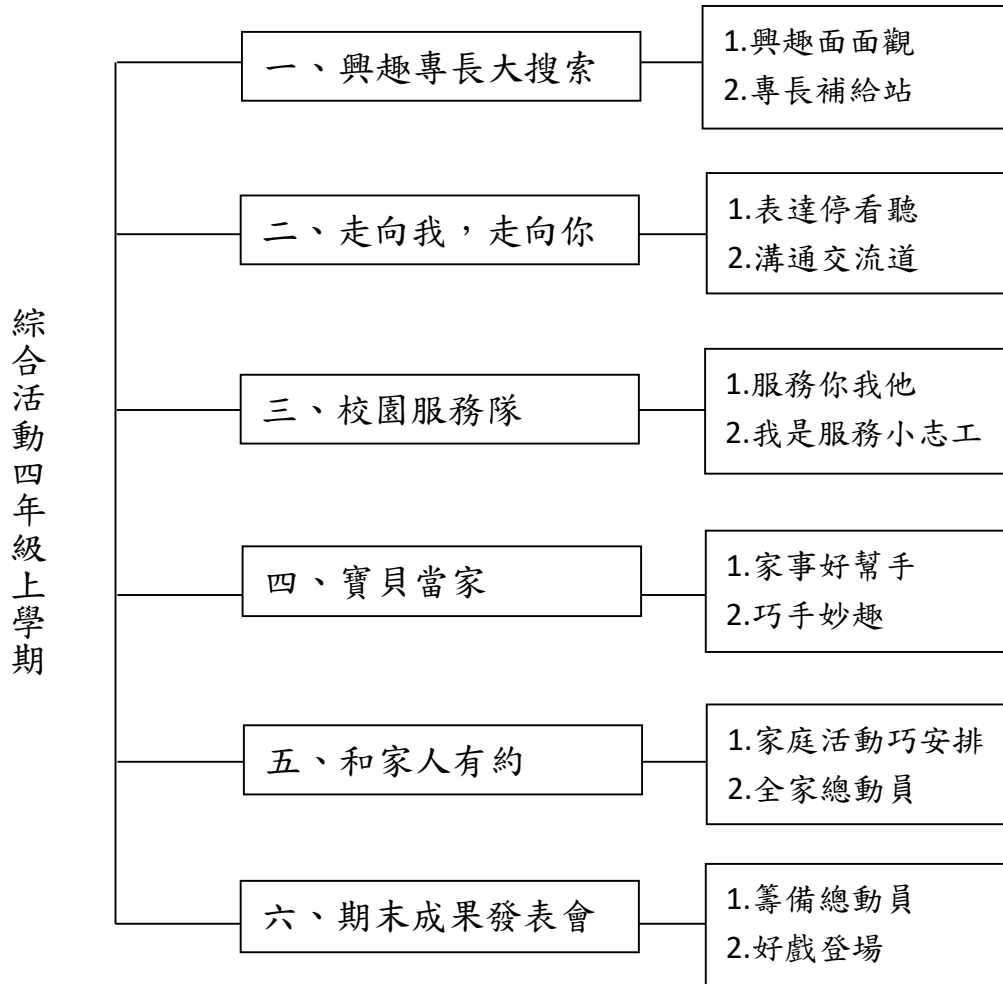 綜合活動四年級上學期
一、興趣專長大搜索
1.興趣面面觀
2.專長補給站
二、走向我，走向你
1.表達停看聽
2.溝通交流道
三、校園服務隊
1.服務你我他
2.我是服務小志工
四、寶貝當家
1.家事好幫手
2.巧手妙趣
五、和家人有約
1.家庭活動巧安排
2.全家總動員
六、期末成果發表會
1.籌備總動員
2.好戲登場